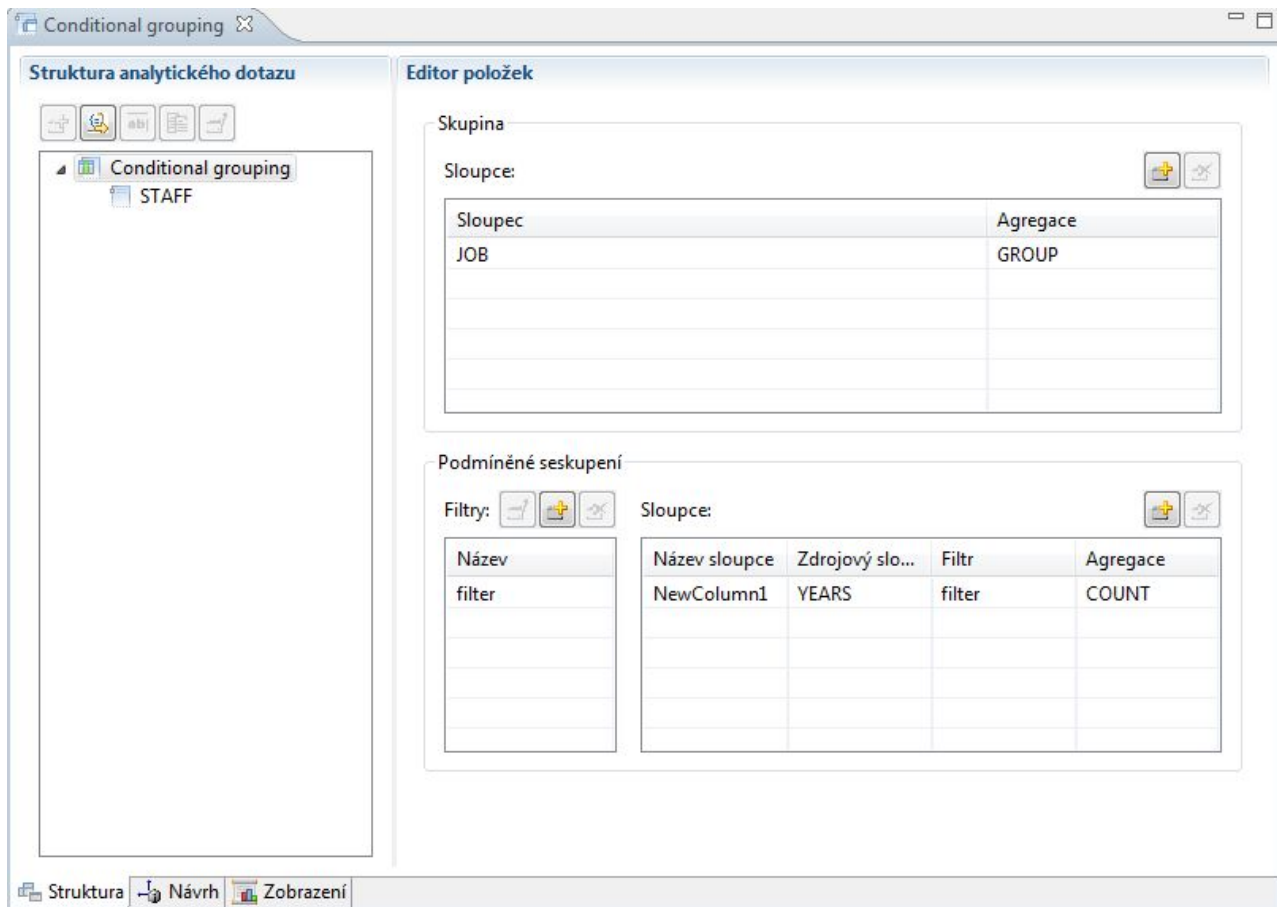 Conditional grouping
Struktura analytického dotazu
ab|
Conditional grouping
STAFF
Editor položek
Skupina
Sloupce:
Sloupec Agregace
JOB GROUP
Podmíněné seskupení
Filtry:
Název
filter
Sloupce:
Název sloupce Zdrojový slo... Filtr Agregace
NewColumn1 YEARS filter COUNT
Struktura Návrh Zobrazení